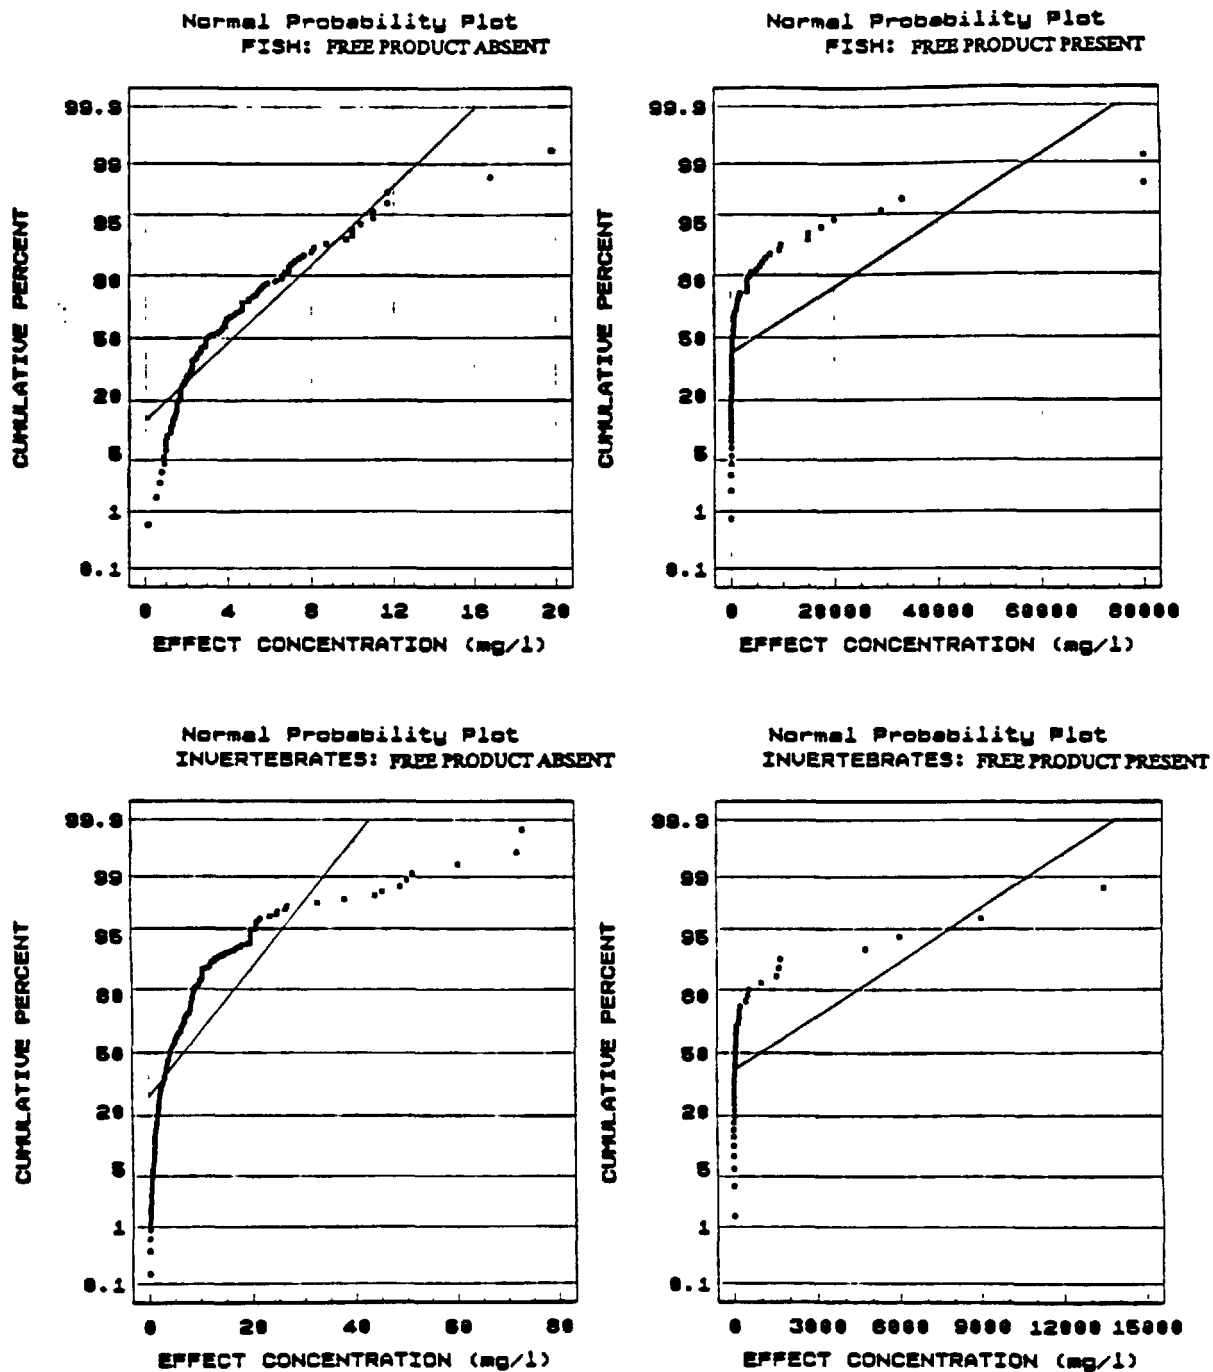 Normal Probability Plot
FISH: FREE PRODUCT ABSENT
99.9
99
95
80
50
20
5
1
0.1
CUMULATIVE PERCENT
0 4 8 12 16 20
EFFECT CONCENTRATION (mg/l)
Normal Probability Plot
FISH: FREE PRODUCT PRESENT
99.9
99
95
80
50
20
5
1
0.1
CUMULATIVE PERCENT
0 20000 40000 60000 80000
EFFECT CONCENTRATION (mg/l)
Normal Probability Plot
INVERTEBRATES: FREE PRODUCT ABSENT
99.9
99
95
80
50
20
5
1
0.1
CUMULATIVE PERCENT
0 20 40 60 80
EFFECT CONCENTRATION (mg/l)
Normal Probability Plot
INVERTEBRATES: FREE PRODUCT PRESENT
99.9
99
95
80
50
20
5
1
0.1
CUMULATIVE PERCENT
0 3000 6000 9000 12000 15000
EFFECT CONCENTRATION (mg/l)